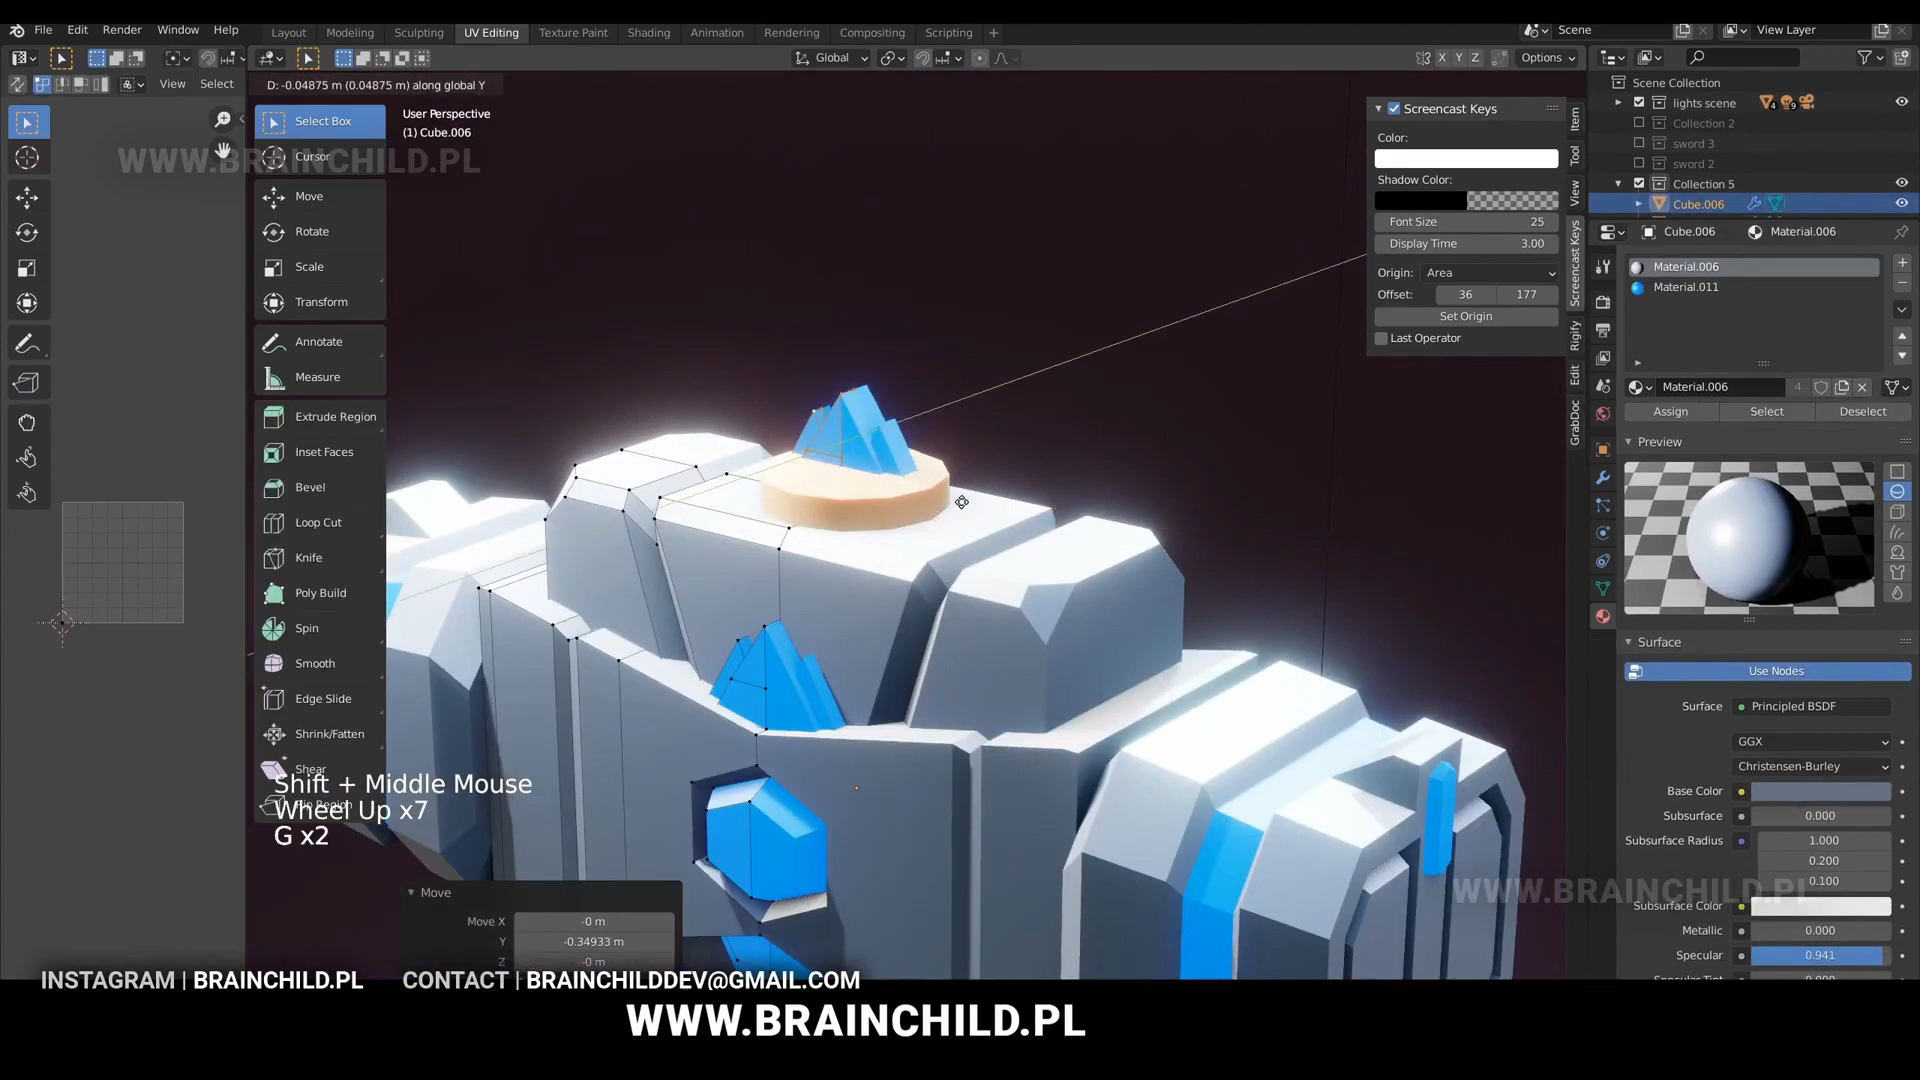 File Edit Render Window Help
Layout Modeling Sculpting UV Editing Texture Paint Shading Animation Rendering Compositing Scripting +
Scene
View Layer
View Select
Global
X Y Z
Options
D: -0.04875 m (0.04875 m) along global Y
User Perspective
(1) Cube.006
WWW.BRAINCHILD.PL
Select Box
Cursor
Move
Rotate
Scale
Transform
Annotate
Measure
Extrude Region
Inset Faces
Bevel
Loop Cut
Knife
Poly Build
Spin
Smooth
Edge Slide
Shrink/Fatten
Shear
Shift + Middle Mouse
Wheel Up x7
G x2
Move
Move X -0 m
Y -0.34933 m
Z -0 m
Screencast Keys
Color:
Shadow Color:
Font Size 25
Display Time 3.00
Origin: Area
Offset: 36 177
Set Origin
Last Operator
Item
Tool
View
Screencast Keys
Rigify
Edit
GrabDoc
Scene Collection
lights scene 4 9
Collection 2
sword 3
sword 2
Collection 5
Cube.006
Cube.006 Material.006
Material.006
Material.011
Material.006 4
Assign Select Deselect
Preview
Surface
Use Nodes
Surface Principled BSDF
GGX
Christensen-Burley
Base Color
Subsurface 0.000
Subsurface Radius 1.000
0.200
0.100
Subsurface Color
Metallic 0.000
Specular 0.941
WWW.BRAINCHILD.PL
INSTAGRAM | BRAINCHILD.PL CONTACT | BRAINCHILDDEV@GMAIL.COM
WWW.BRAINCHILD.PL